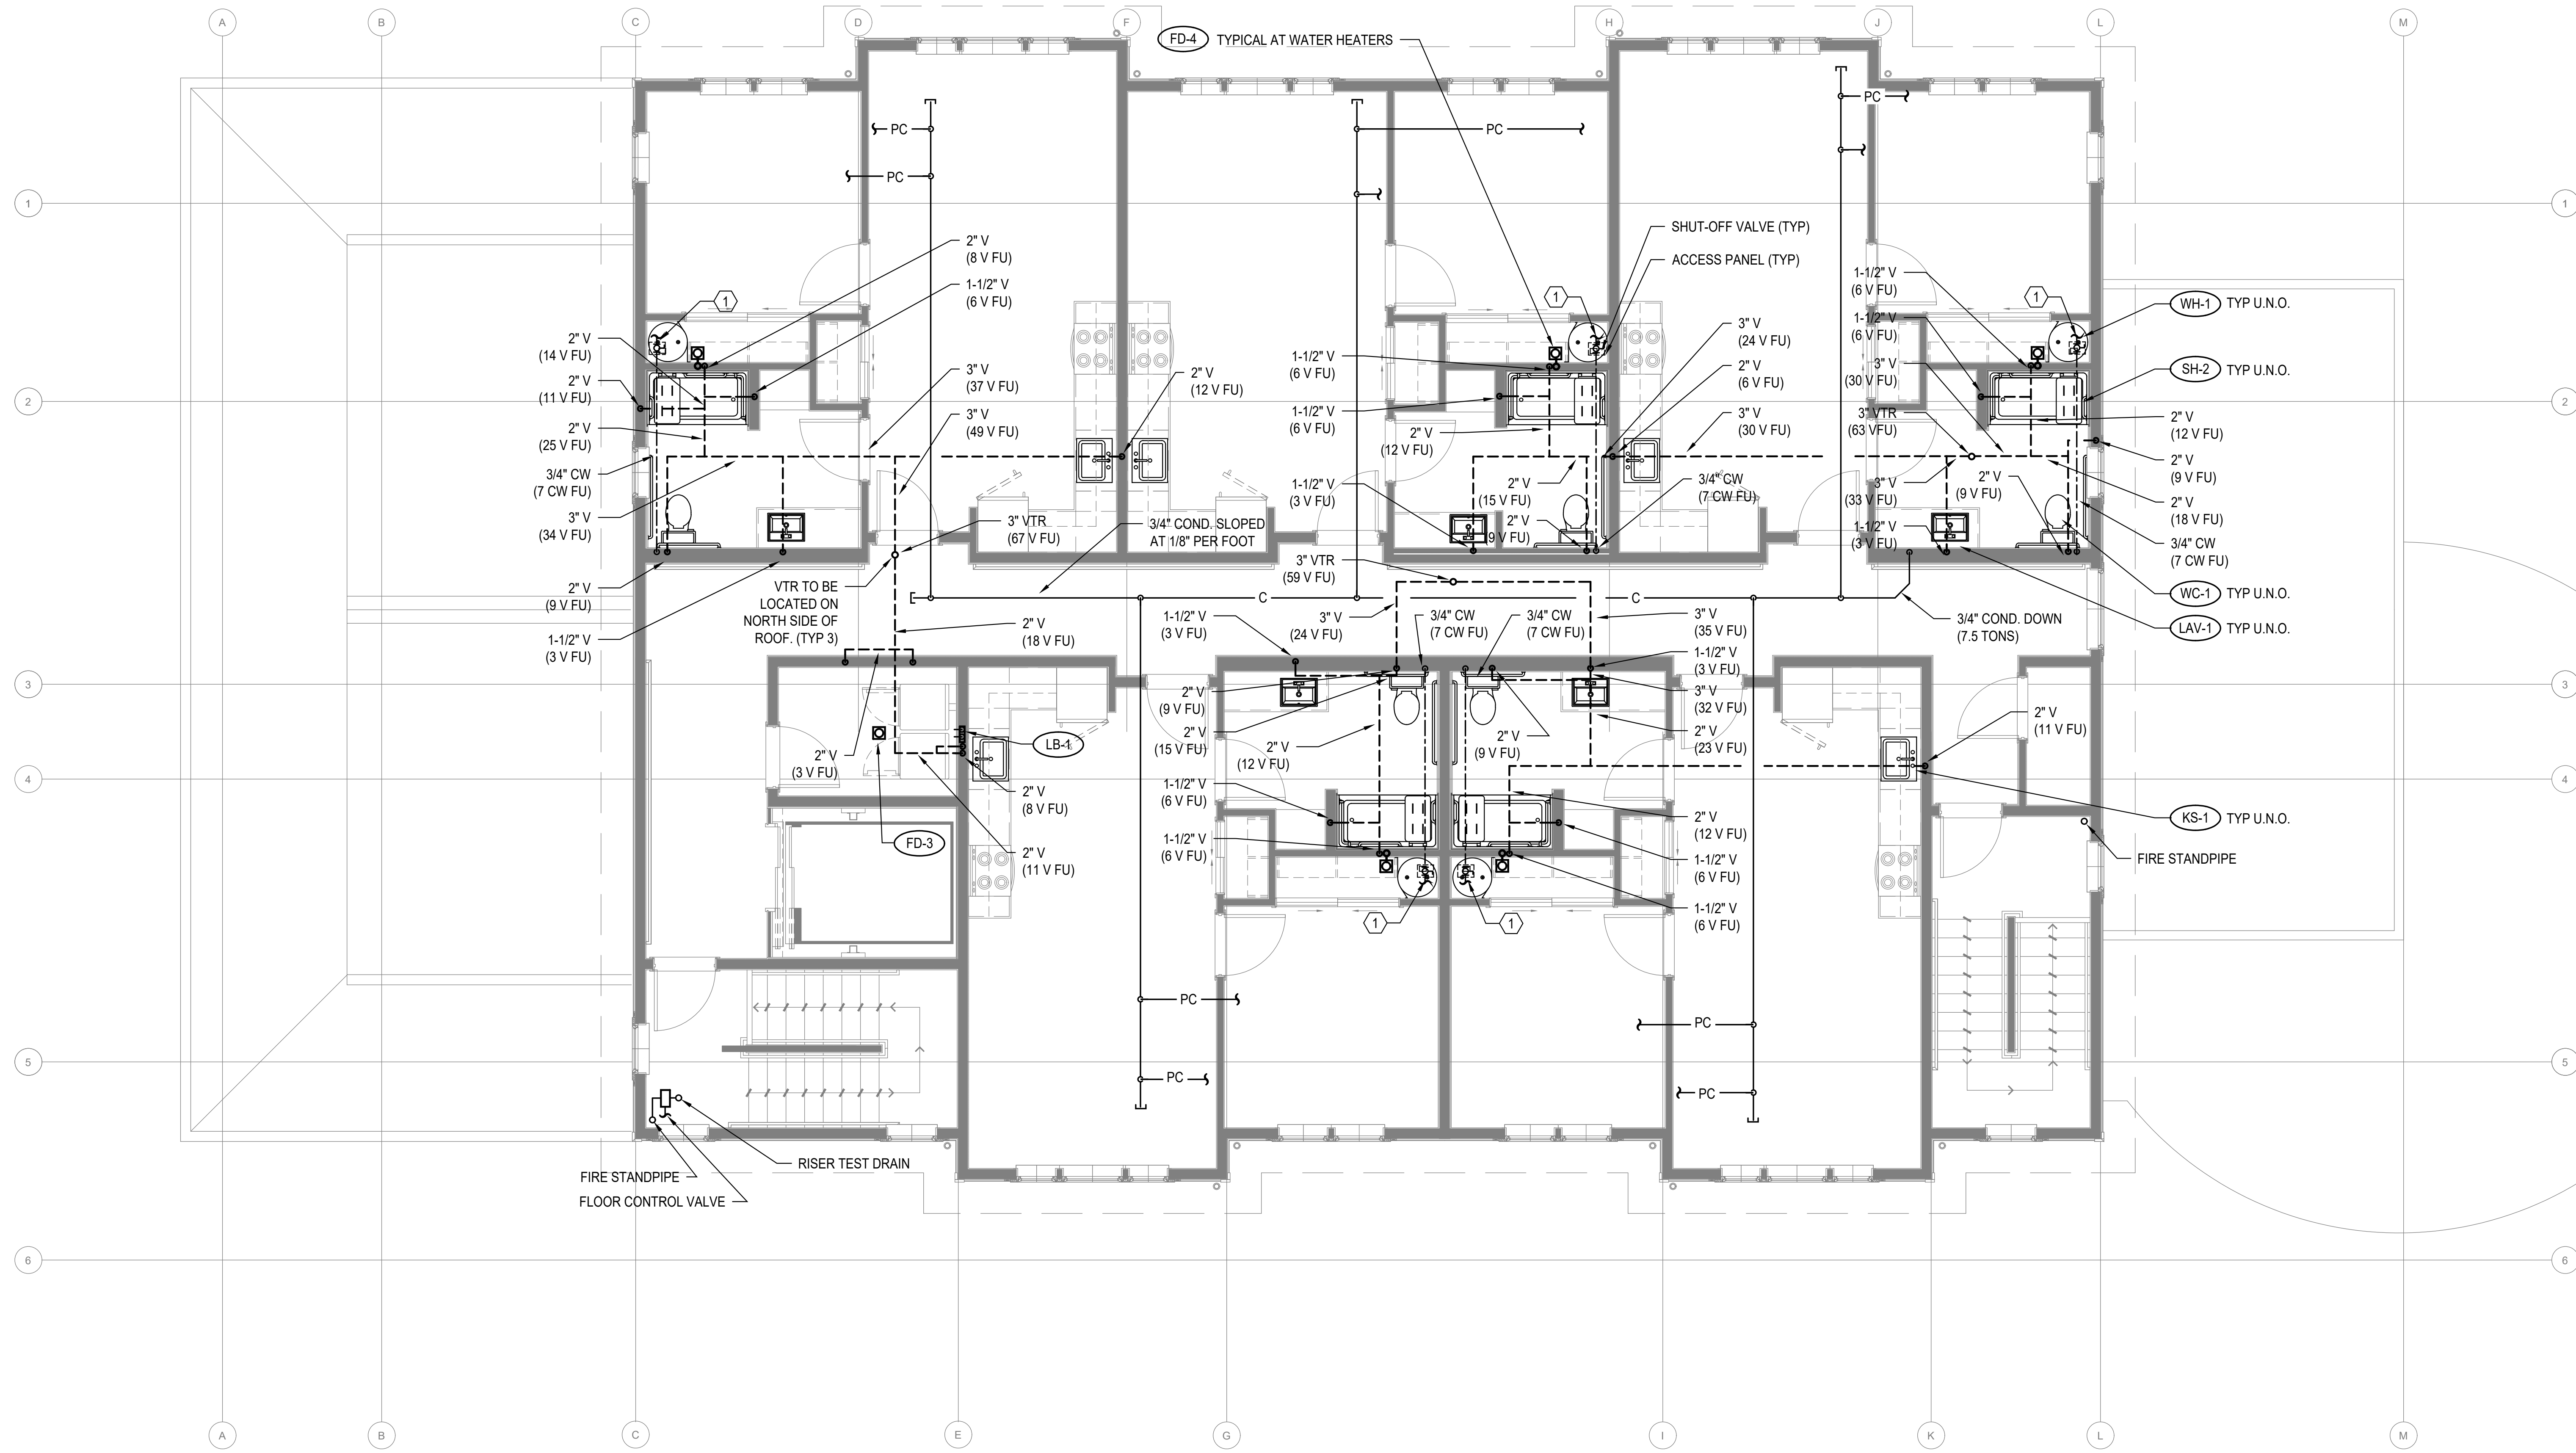 A
B
C
D
F
H
J
L
M
FD-4
TYPICAL AT WATER HEATERS
PC
PC
PC
PC
1
1
SHUT-OFF VALVE (TYP)
ACCESS PANEL (TYP)
2" V
(8 V FU)
1-1/2" V
(6 V FU)
1
1
1
1-1/2" V
(6 V FU)
WH-1
TYP U.N.O.
1-1/2" V
(6 V FU)
2" V
(14 V FU)
3" V
(24 V FU)
3" V
(37 V FU)
2" V
(12 V FU)
1-1/2" V
(6 V FU)
2" V
(6 V FU)
3" V
(30 V FU)
SH-2
TYP U.N.O.
2" V
(11 V FU)
2
2
3" V
(49 V FU)
1-1/2" V
(6 V FU)
3" V
(30 V FU)
3" VTR
(63 VFU)
2" V
(12 V FU)
2" V
(25 V FU)
2" V
(12 V FU)
2" V
(9 V FU)
3/4" CW
(7 CW FU)
1-1/2" V
(3 V FU)
2" V
(15 V FU)
3/4" CW
(7 CW FU)
3" V
(33 V FU)
2" V
(9 V FU)
2" V
(18 V FU)
3" V
(34 V FU)
3" VTR
(67 V FU)
3/4" COND. SLOPED
AT 1/8" PER FOOT
2" V
(9 V FU)
1-1/2" V
(3 V FU)
3/4" CW
(7 CW FU)
2" V
(9 V FU)
VTR TO BE
LOCATED ON
NORTH SIDE OF
ROOF. (TYP 3)
3" VTR
(59 V FU)
C
C
WC-1
TYP U.N.O.
1-1/2" V
(3 V FU)
2" V
(18 V FU)
1-1/2" V
(3 V FU)
3" V
(24 V FU)
3/4" CW
(7 CW FU)
3/4" CW
(7 CW FU)
3" V
(35 V FU)
3/4" COND. DOWN
(7.5 TONS)
LAV-1
TYP U.N.O.
1-1/2" V
(3 V FU)
3
3
2" V
(9 V FU)
3" V
(32 V FU)
2" V
(11 V FU)
2" V
(3 V FU)
LB-1
2" V
(15 V FU)
2" V
(12 V FU)
2" V
(9 V FU)
2" V
(23 V FU)
4
4
2" V
(8 V FU)
1-1/2" V
(6 V FU)
2" V
(12 V FU)
KS-1
TYP U.N.O.
FD-3
2" V
(11 V FU)
1-1/2" V
(6 V FU)
1-1/2" V
(6 V FU)
FIRE STANDPIPE
1
1
1-1/2" V
(6 V FU)
PC
PC
5
5
PC
PC
RISER TEST DRAIN
FIRE STANDPIPE
FLOOR CONTROL VALVE
6
6
A
B
C
E
G
I
K
L
M